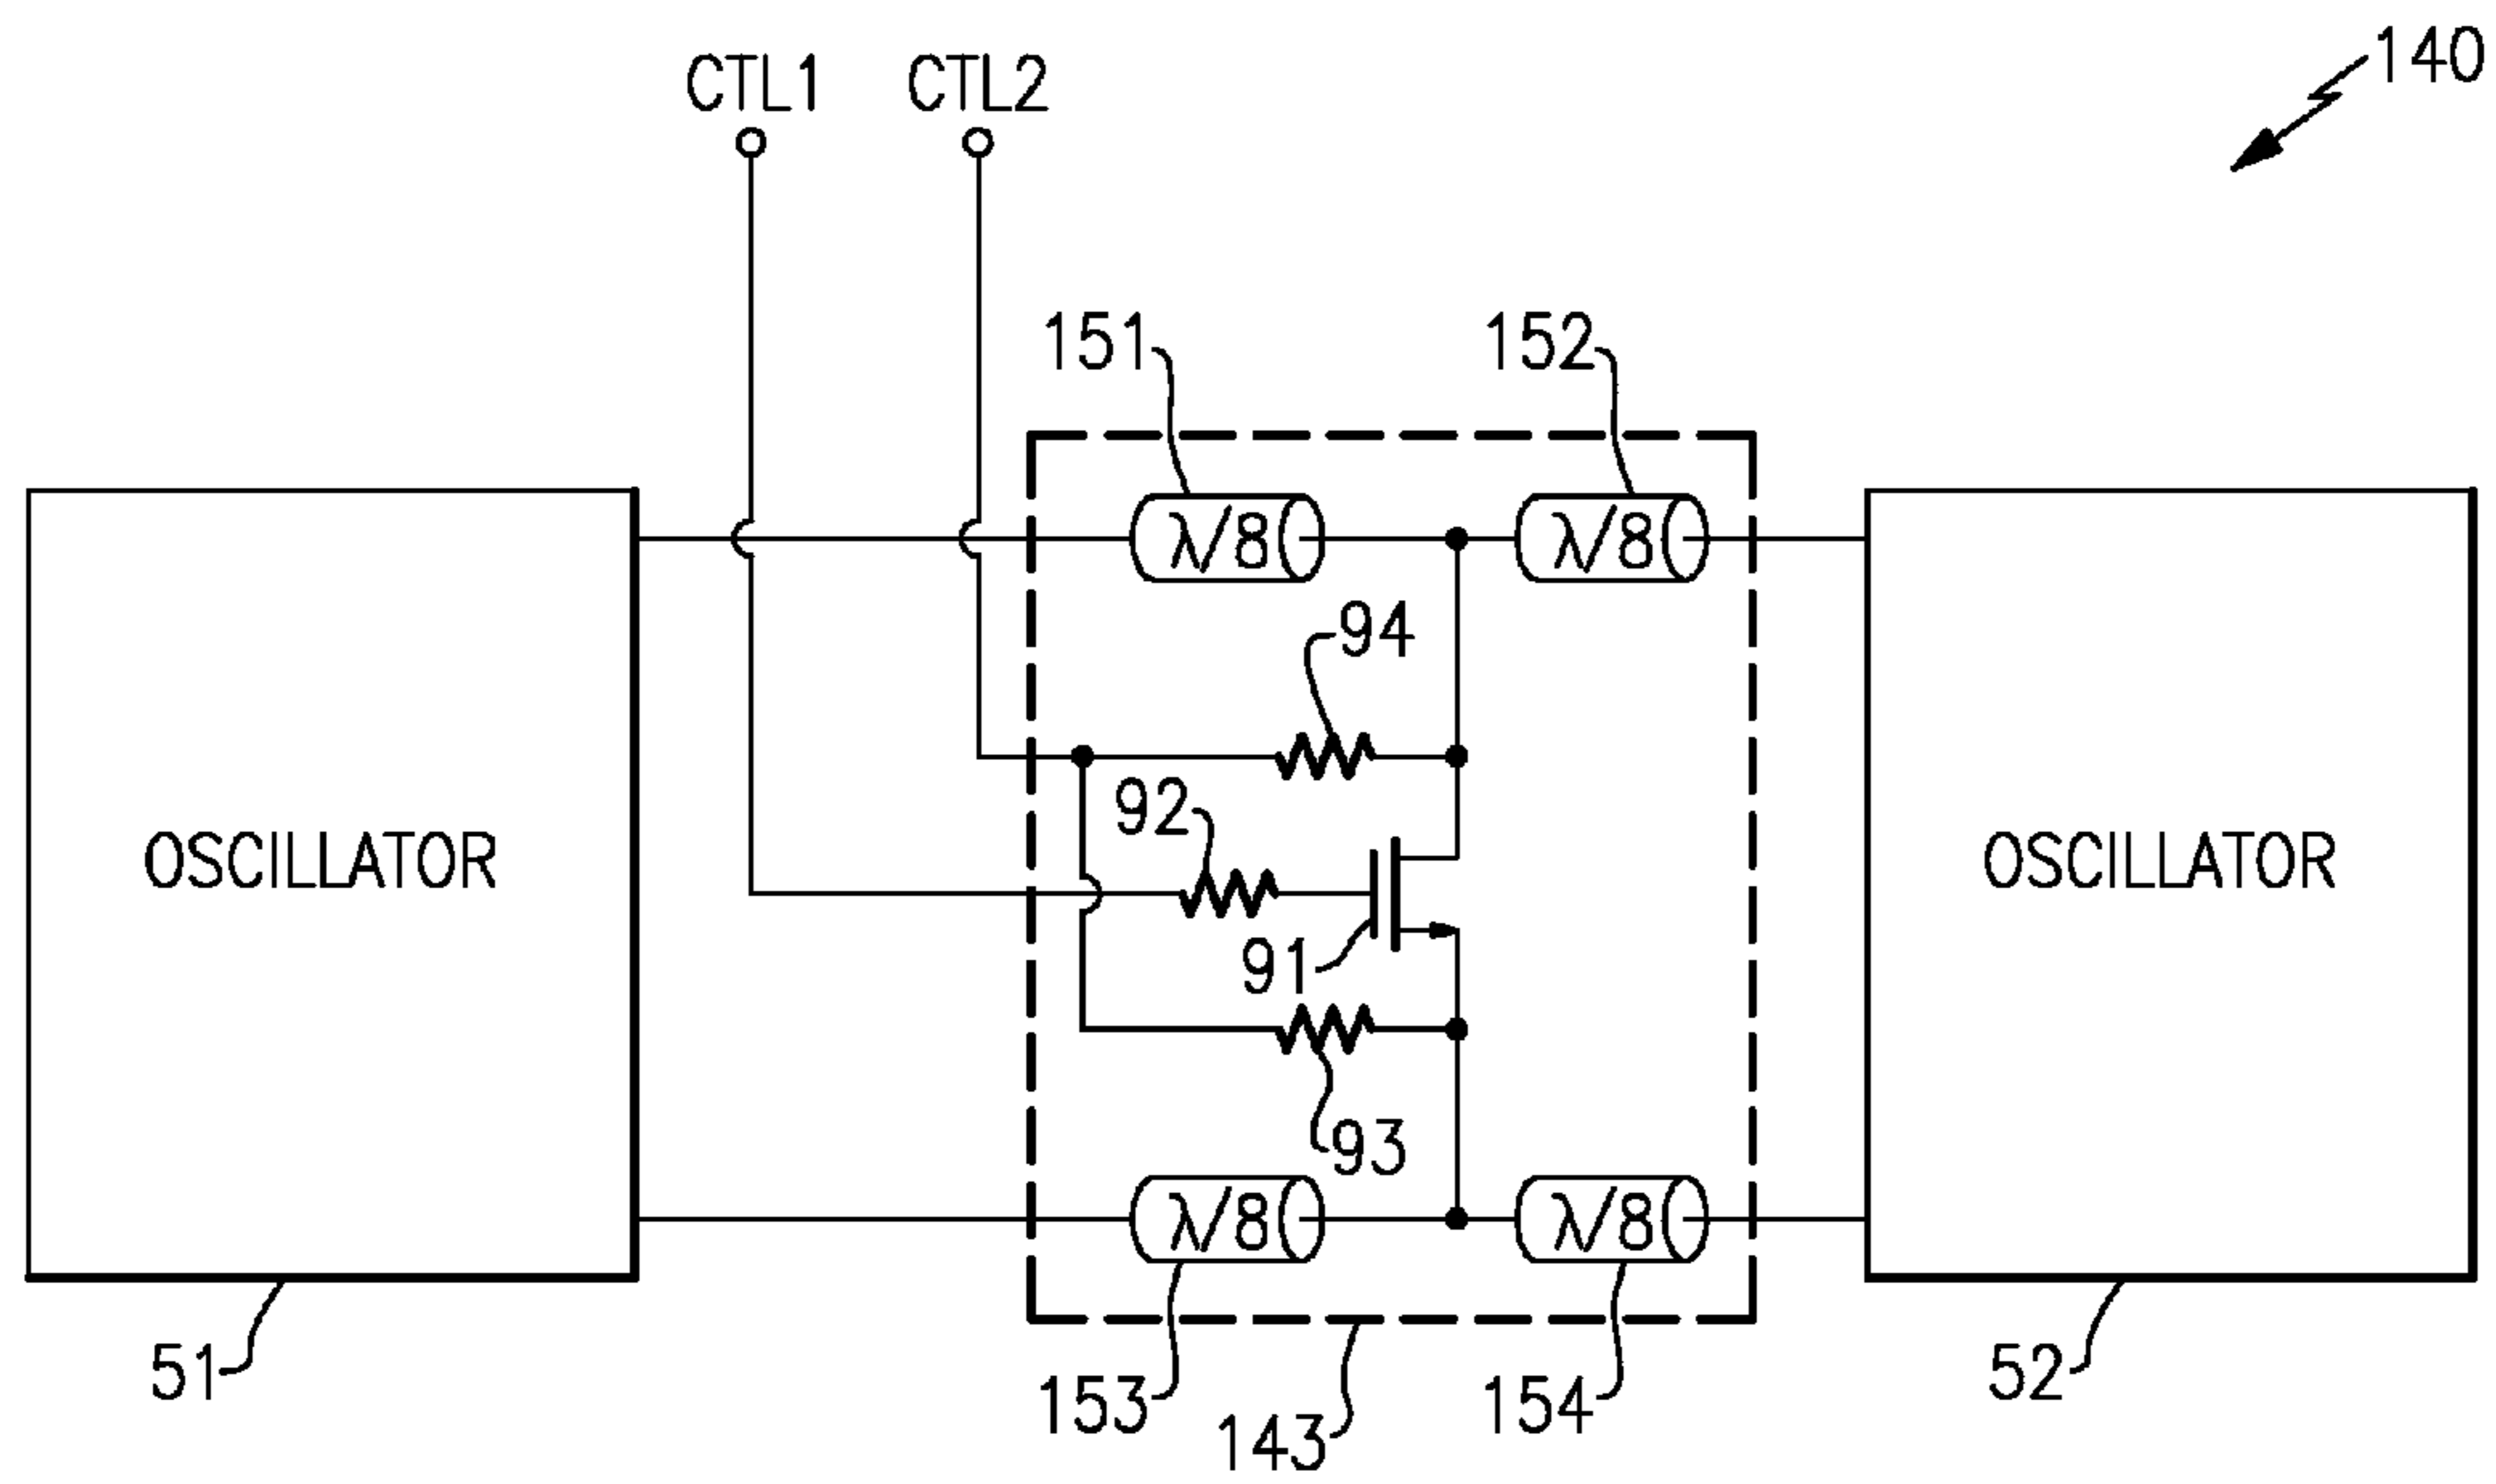 140
CTL1 CTL2
151 152
λ/8 λ/8
94
92
OSCILLATOR OSCILLATOR
91
93
λ/8 λ/8
51 52
153 154
143